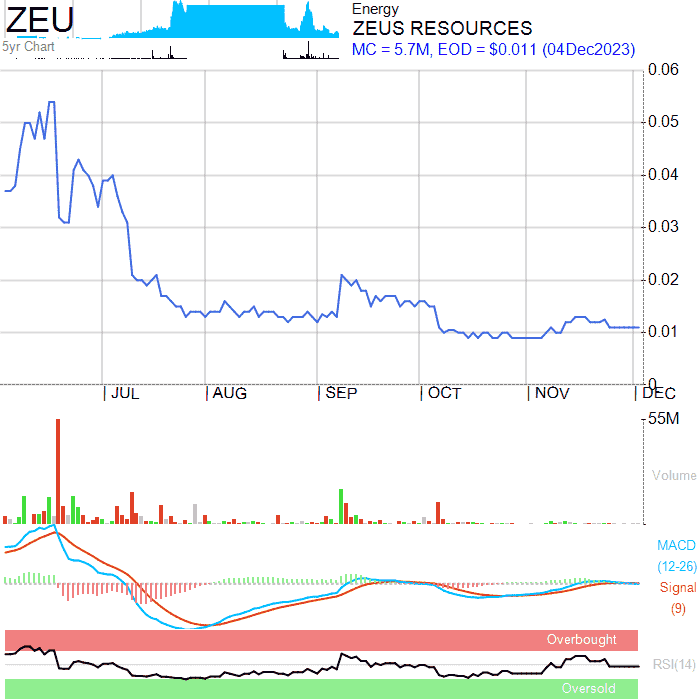 ZEU
Energy
ZEUS RESOURCES
5yr Chart
MC = 5.7M, EOD = $0.011 (04Dec2023)
0.06
0.05
0.04
0.03
0.02
0.01
0
JUL AUG SEP OCT NOV DEC
55M
Volume
MACD
(12-26)
Signal
(9)
Overbought
RSI(14)
Oversold